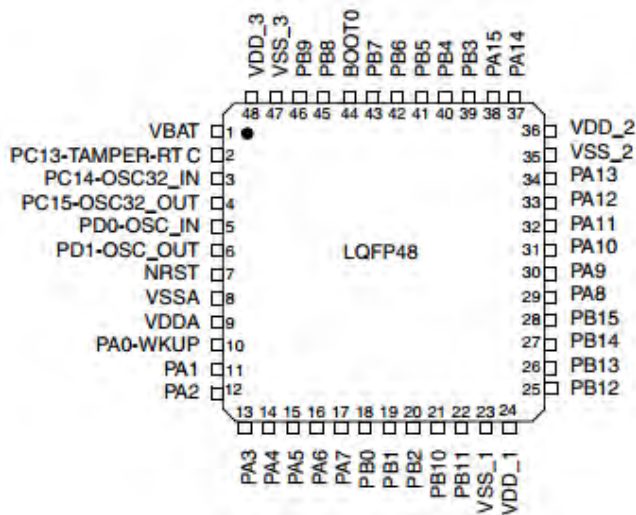 VDD_3
VSS_3
PB9
PB8
BOOT0
PB7
PB6
PB5
PB4
PB3
PA15
PA14
48 47 46 45 44 43 42 41 40 39 38 37
VBAT 1
PC13-TAMPER-RTC 2
PC14-OSC32_IN 3
PC15-OSC32_OUT 4
PD0-OSC_IN 5
PD1-OSC_OUT 6
NRST 7
VSSA 8
VDDA 9
PA0-WKUP 10
PA1 11
PA2 12
LQFP48
36 VDD_2
35 VSS_2
34 PA13
33 PA12
32 PA11
31 PA10
30 PA9
29 PA8
28 PB15
27 PB14
26 PB13
25 PB12
13 14 15 16 17 18 19 20 21 22 23 24
PA3
PA4
PA5
PA6
PA7
PB0
PB1
PB2
PB10
PB11
VSS_1
VDD_1